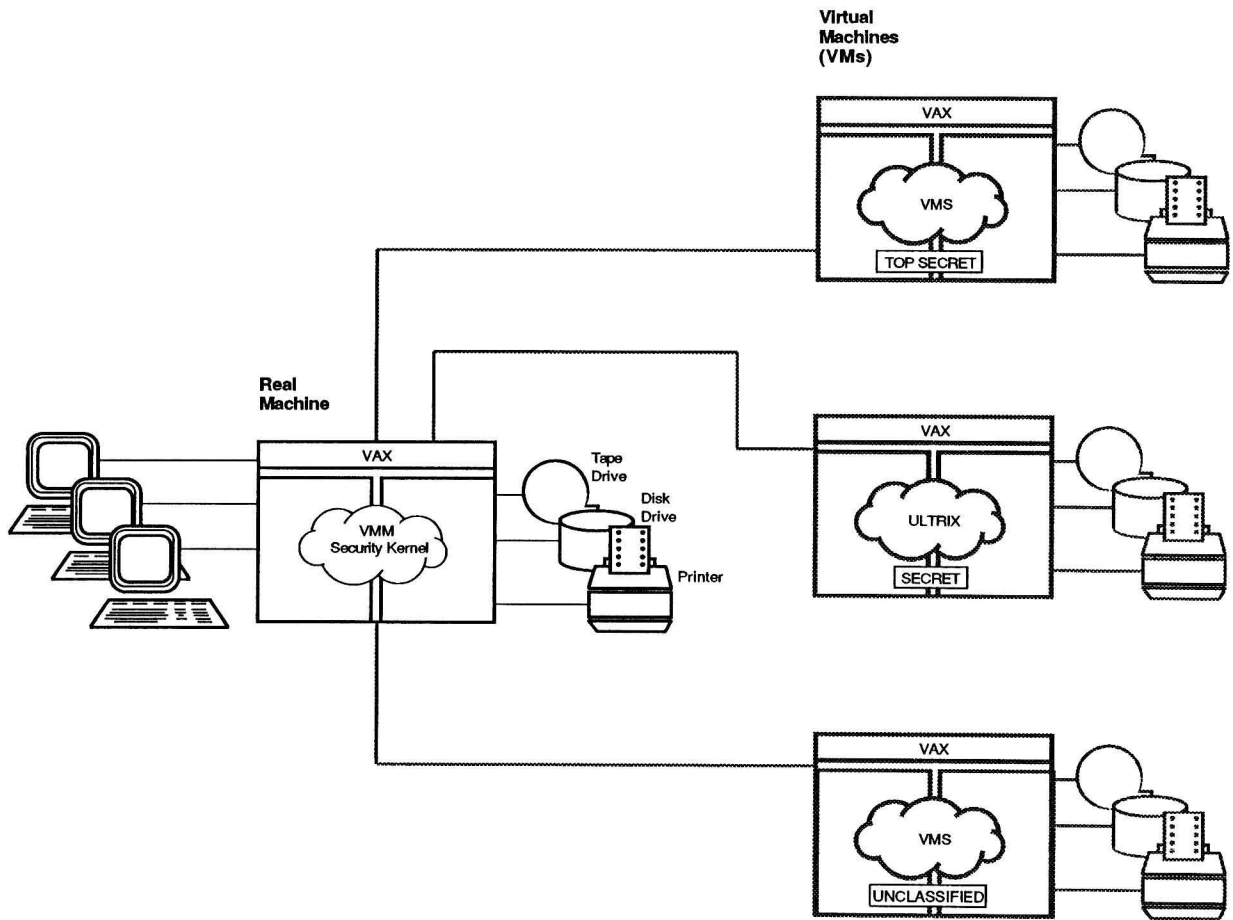 Virtual
Machines
(VMs)
VAX
VMS
TOP SECRET
Real
Machine
VAX
VMM
Security Kernel
Tape
Drive
Disk
Drive
Printer
VAX
ULTRIX
SECRET
VAX
VMS
UNCLASSIFIED